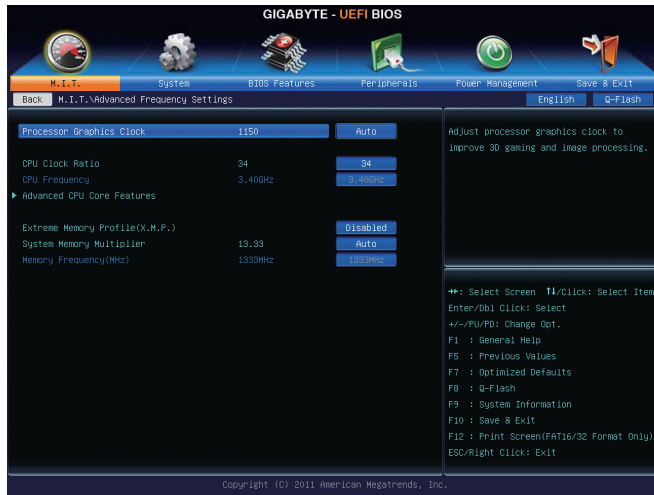 GIGABYTE - UEFI BIOS
M.I.T. System BIOS Features Peripherals Power Management Save & Exit
Back M.I.T.\Advanced Frequency Settings English Q-Flash
Processor Graphics Clock 1150 Auto
CPU Clock Ratio 34 34
CPU Frequency 3.40GHz 3.40GHz
Advanced CPU Core Features
Extreme Memory Profile(X.M.P.) Disabled
System Memory Multiplier 13.33 Auto
Memory Frequency(MHz) 1333MHz 1333MHz
Adjust processor graphics clock to
improve 3D gaming and image processing.
→←: Select Screen ↑↓/Click: Select Item
Enter/Dbl Click: Select
+/-/PU/PD: Change Opt.
F1 : General Help
F5 : Previous Values
F7 : Optimized Defaults
F8 : Q-Flash
F9 : System Information
F10 : Save & Exit
F12 : Print Screen(FAT16/32 Format Only)
ESC/Right Click: Exit
Copyright (C) 2011 American Megatrends, Inc.